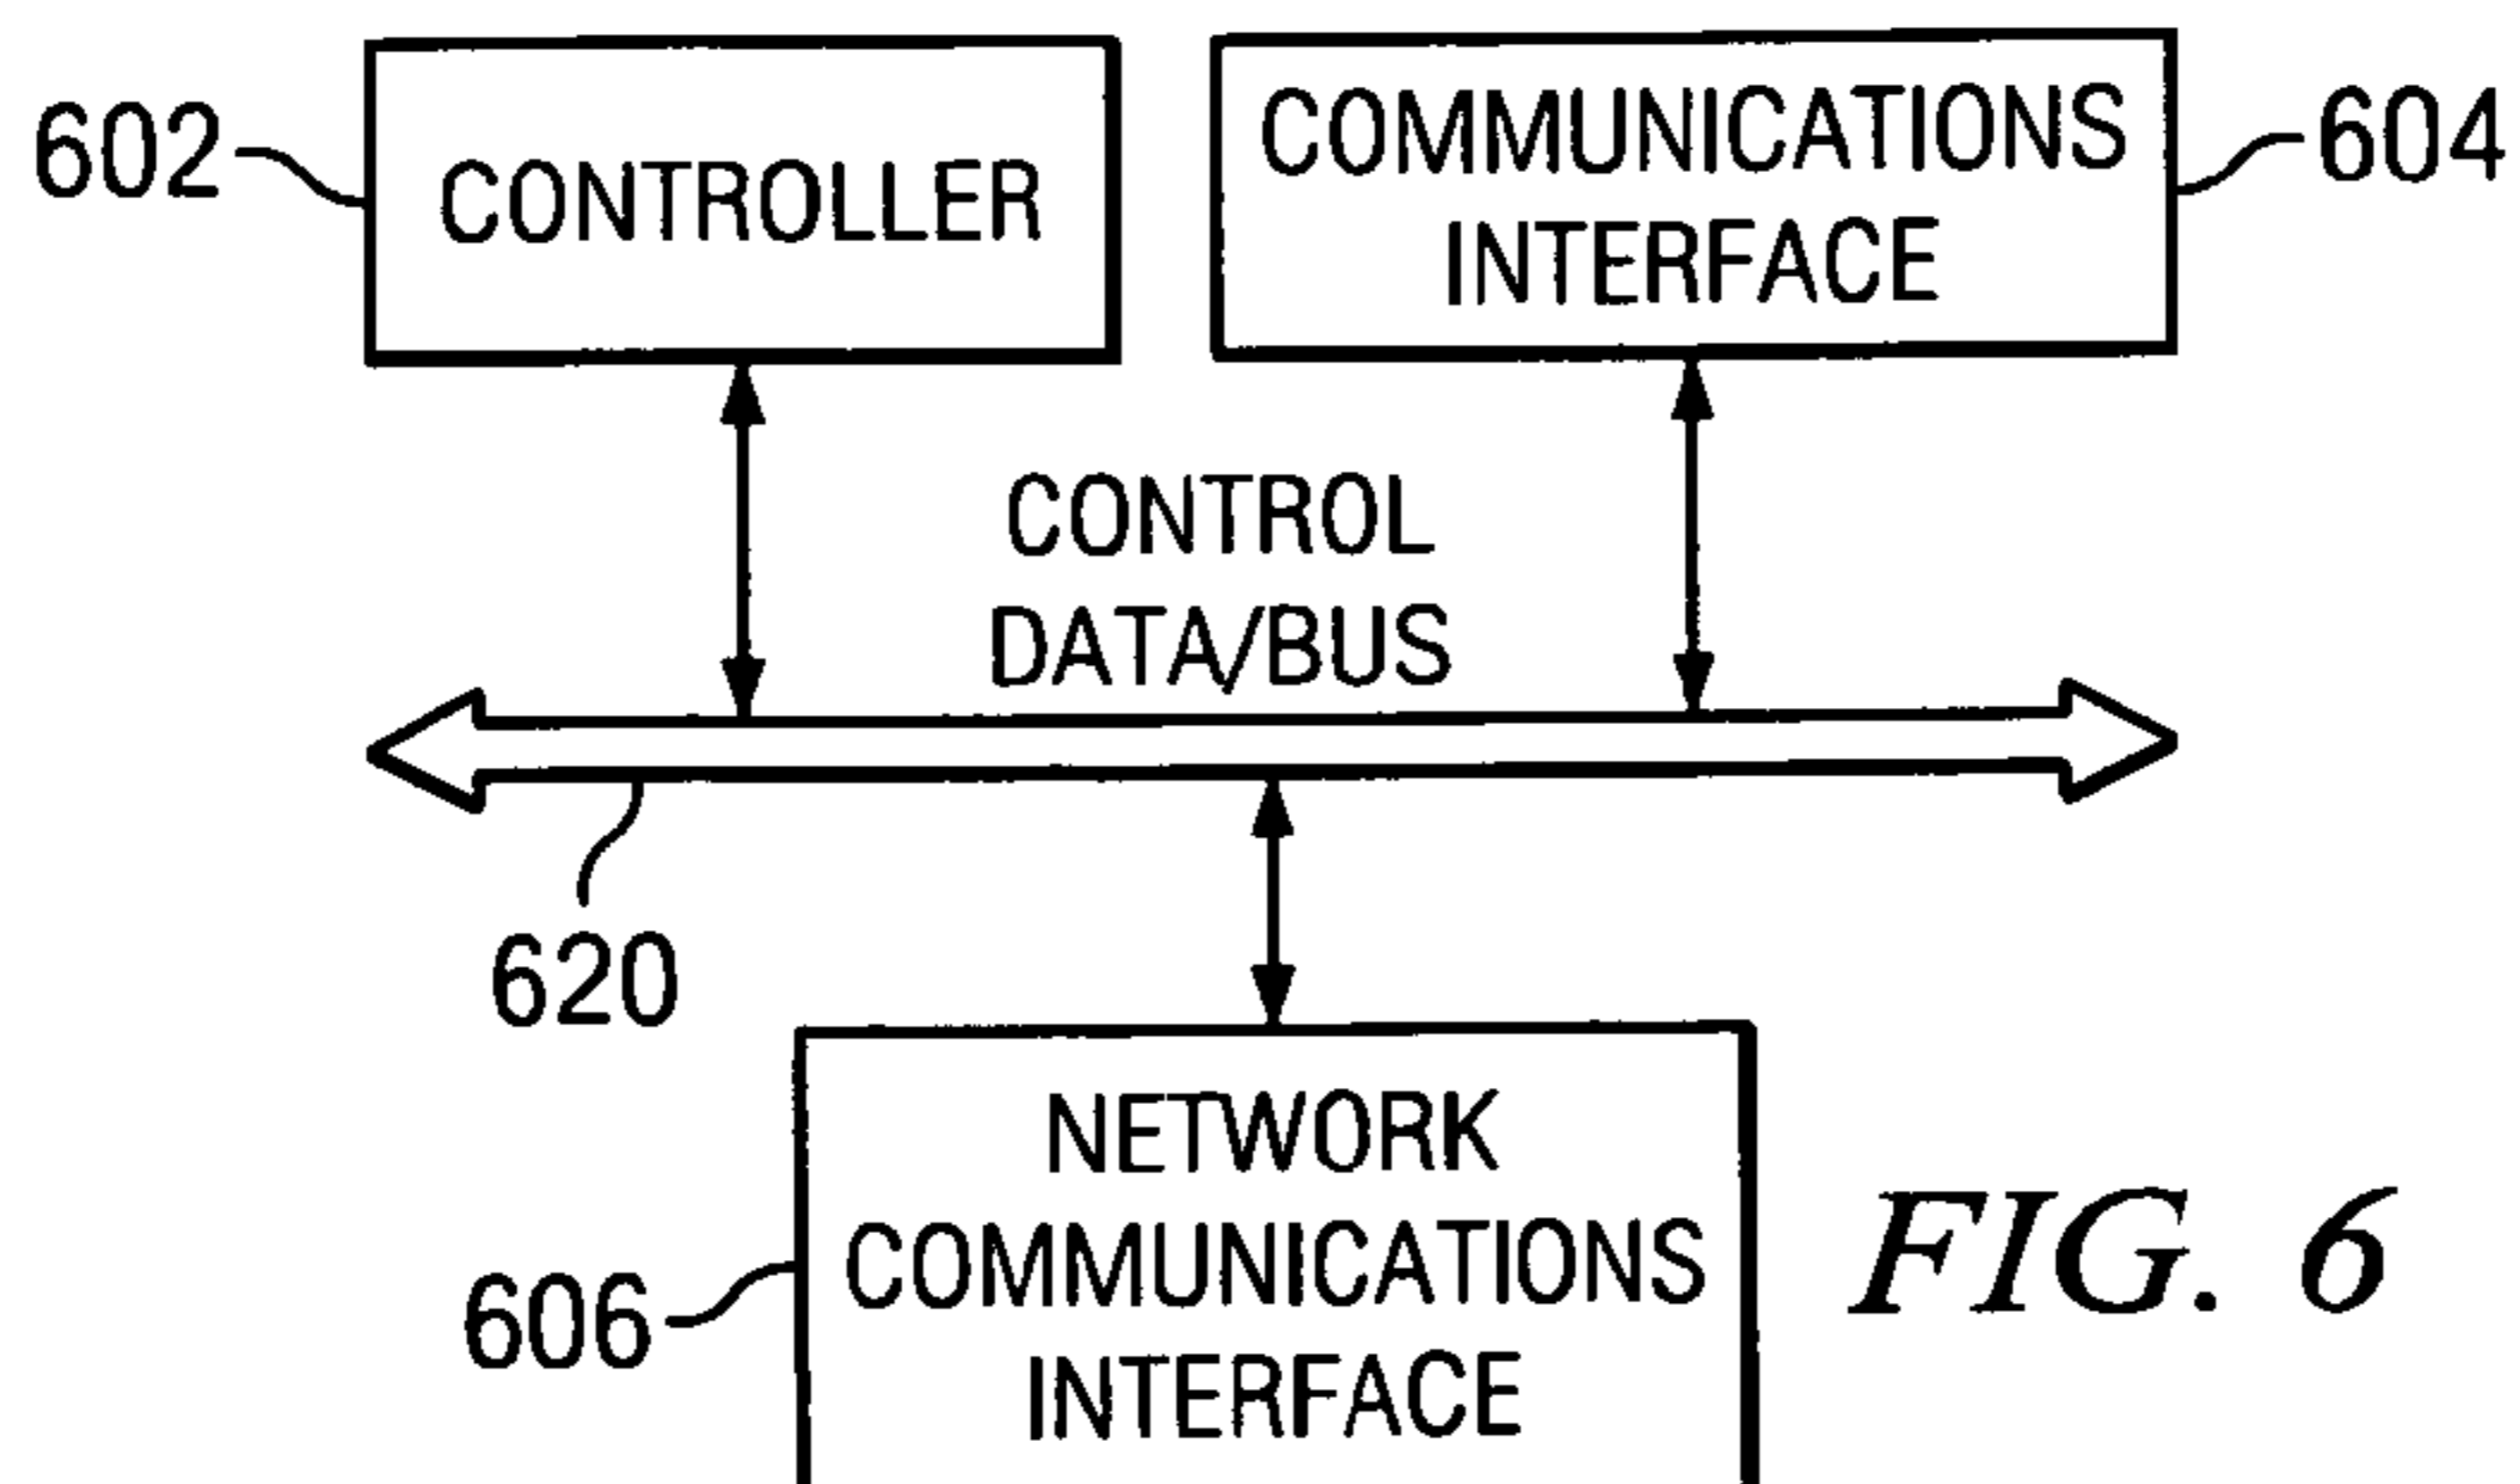 602
CONTROLLER
COMMUNICATIONS
INTERFACE
604
CONTROL
DATA/BUS
620
NETWORK
COMMUNICATIONS
INTERFACE
606
FIG. 6